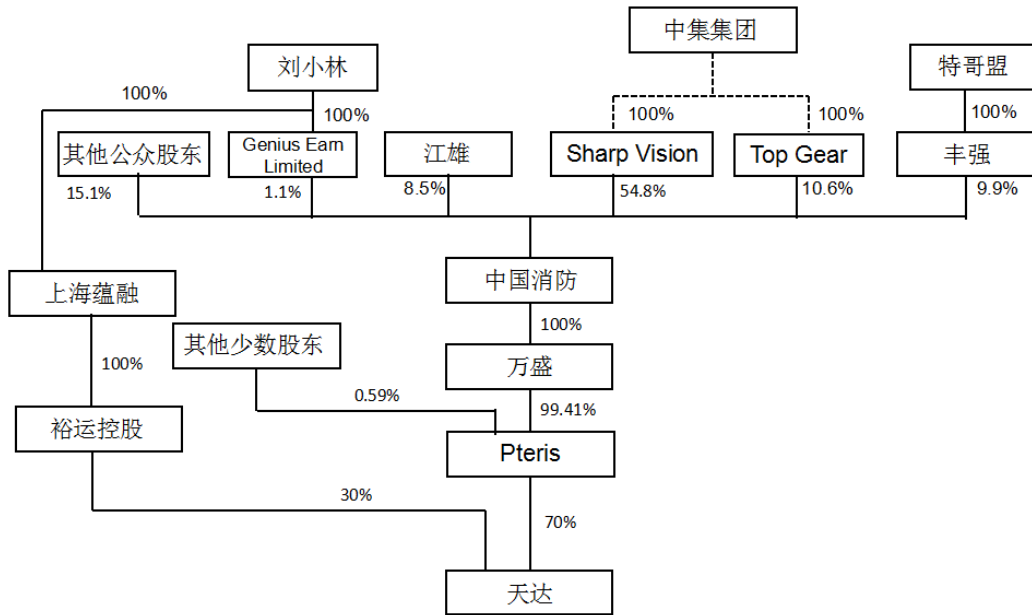 中集集团
刘小林
特哥盟
100%
100%
100%
100%
100%
其他公众股东
Genius Earn
Limited
江雄
Sharp Vision
Top Gear
丰强
15.1%
1.1%
8.5%
54.8%
10.6%
9.9%
中国消防
上海蕴融
100%
其他少数股东
100%
万盛
0.59%
99.41%
裕运控股
Pteris
30%
70%
天达